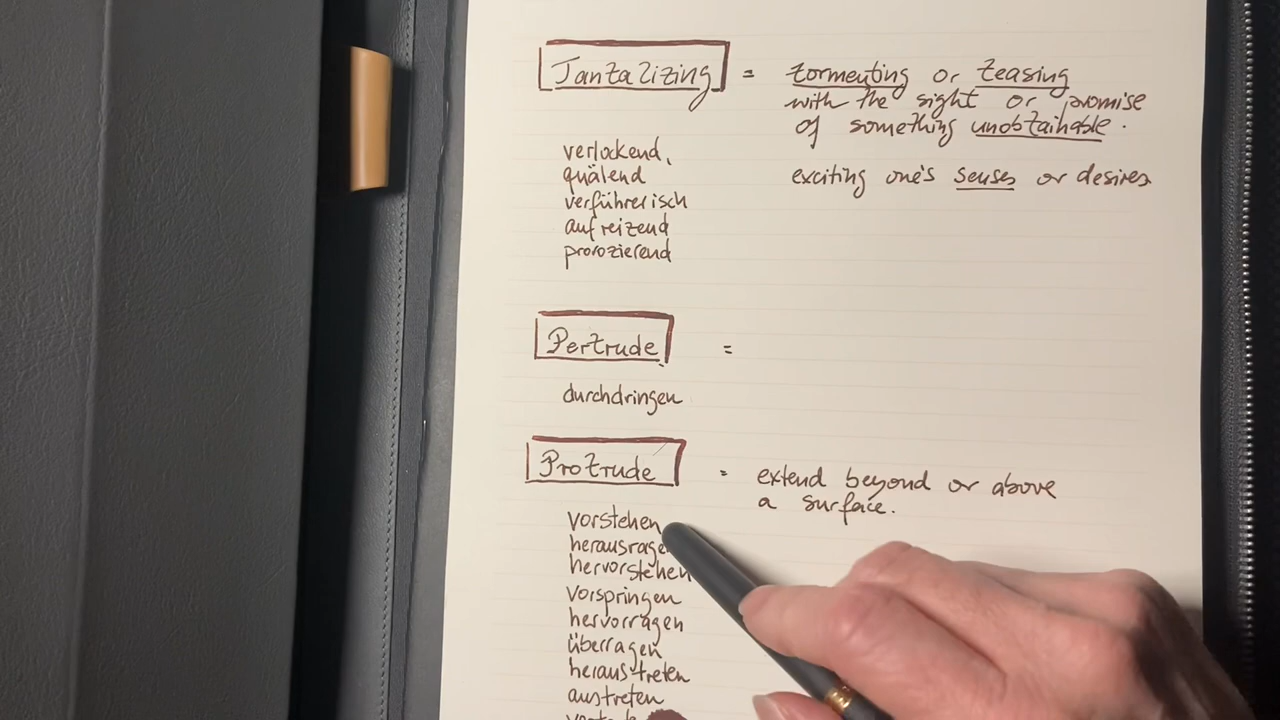 Tantalizing = tormenting or teasing
with the sight or promise
of something unobtainable.
verlockend,
quälend
verführerisch
aufreizend
provozierend
exciting one's senses or desires
Pertrude =
durchdringen
Protrude = extend beyond or above
a surface.
vorstehen
herausragen
hervorstehen
vorspringen
hervorragen
überragen
heraustreten
austreten